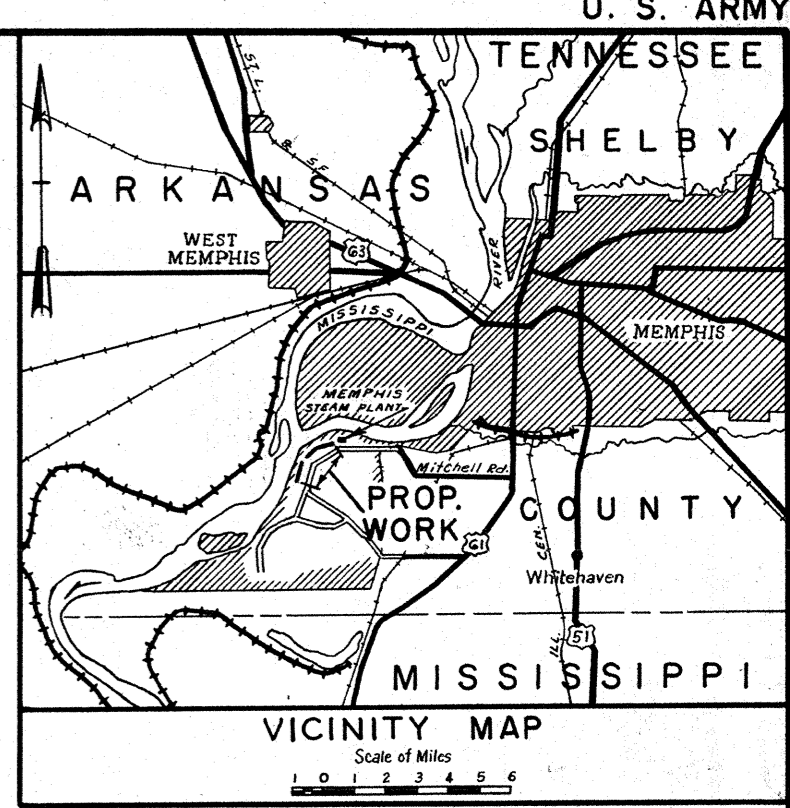 U. S. ARMY
TENNESSEE
ST. L.
& S.F.
SHELBY
ARKANSAS
WEST
MEMPHIS
63
RIVER
MISSISSIPPI
MEMPHIS
MEMPHIS
STEAM PLANT
Mitchell Rd.
PROP.
WORK
COUNTY
61
CEN.
Whitehaven
ILL.
51
MISSISSIPPI
VICINITY MAP
Scale of Miles
1 0 1 2 3 4 5 6